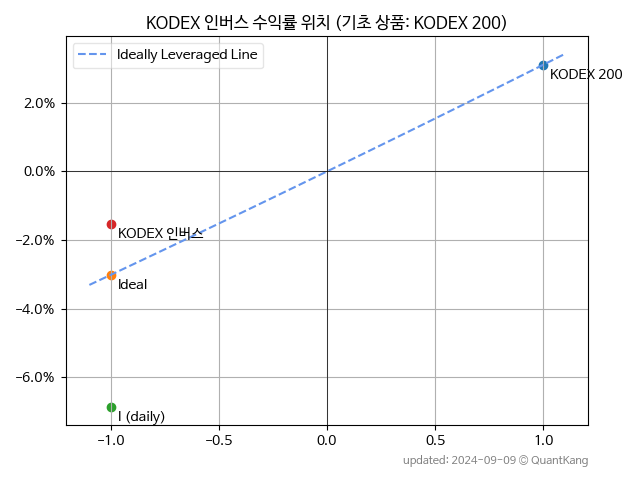 KODEX 인버스 수익률 위치 (기초 상품: KODEX 200)
Ideally Leveraged Line
KODEX 200
2.0%
0.0%
KODEX 인버스
−2.0%
Ideal
−4.0%
−6.0%
I (daily)
−1.0 −0.5 0.0 0.5 1.0
updated: 2024-09-09 © QuantKang